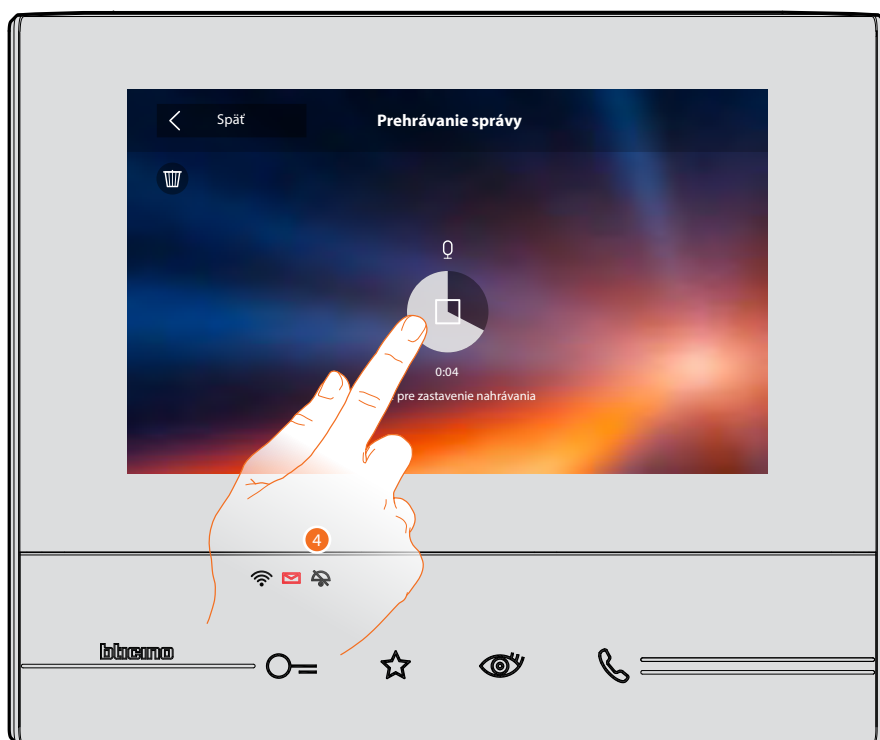 Späť
Prehrávanie správy
0:04
pre zastavenie nahrávania
4
bticino